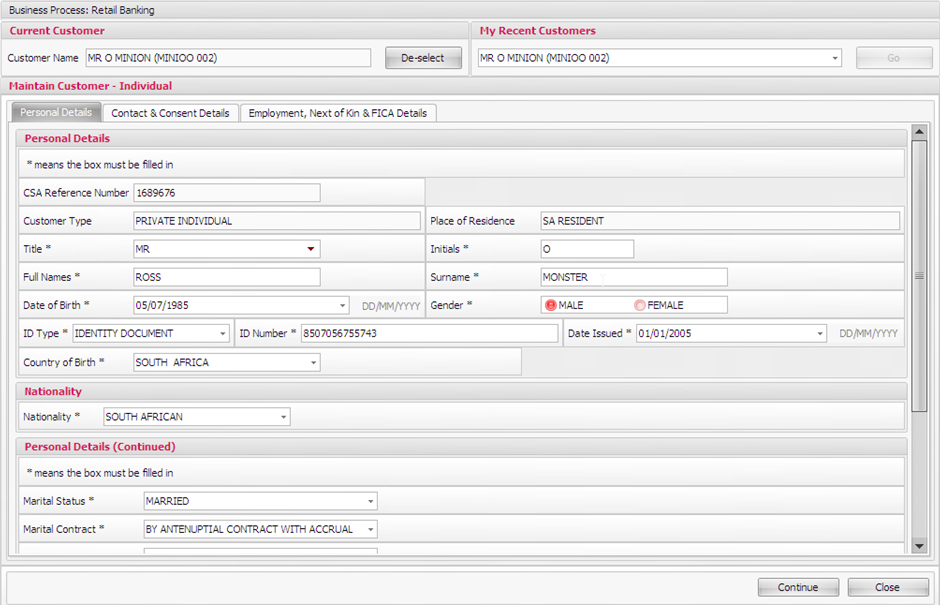 Business Process: Retail Banking
Current Customer
My Recent Customers
Customer Name MR O MINION (MINIOO 002) De-select MR O MINION (MINIOO 002) Go
Maintain Customer - Individual
Personal Details Contact & Consent Details Employment, Next of Kin & FICA Details
Personal Details
* means the box must be filled in
CSA Reference Number 1689676
Customer Type PRIVATE INDIVIDUAL Place of Residence SA RESIDENT
Title * MR Initials * O
Full Names * ROSS Surname * MONSTER
Date of Birth * 05/07/1985 DD/MM/YYYY Gender * MALE FEMALE
ID Type * IDENTITY DOCUMENT ID Number * 8507056755743 Date Issued * 01/01/2005 DD/MM/YYYY
Country of Birth * SOUTH AFRICA
Nationality
Nationality * SOUTH AFRICAN
Personal Details (Continued)
* means the box must be filled in
Marital Status * MARRIED
Marital Contract * BY ANTENUPTIAL CONTRACT WITH ACCRUAL
Continue Close